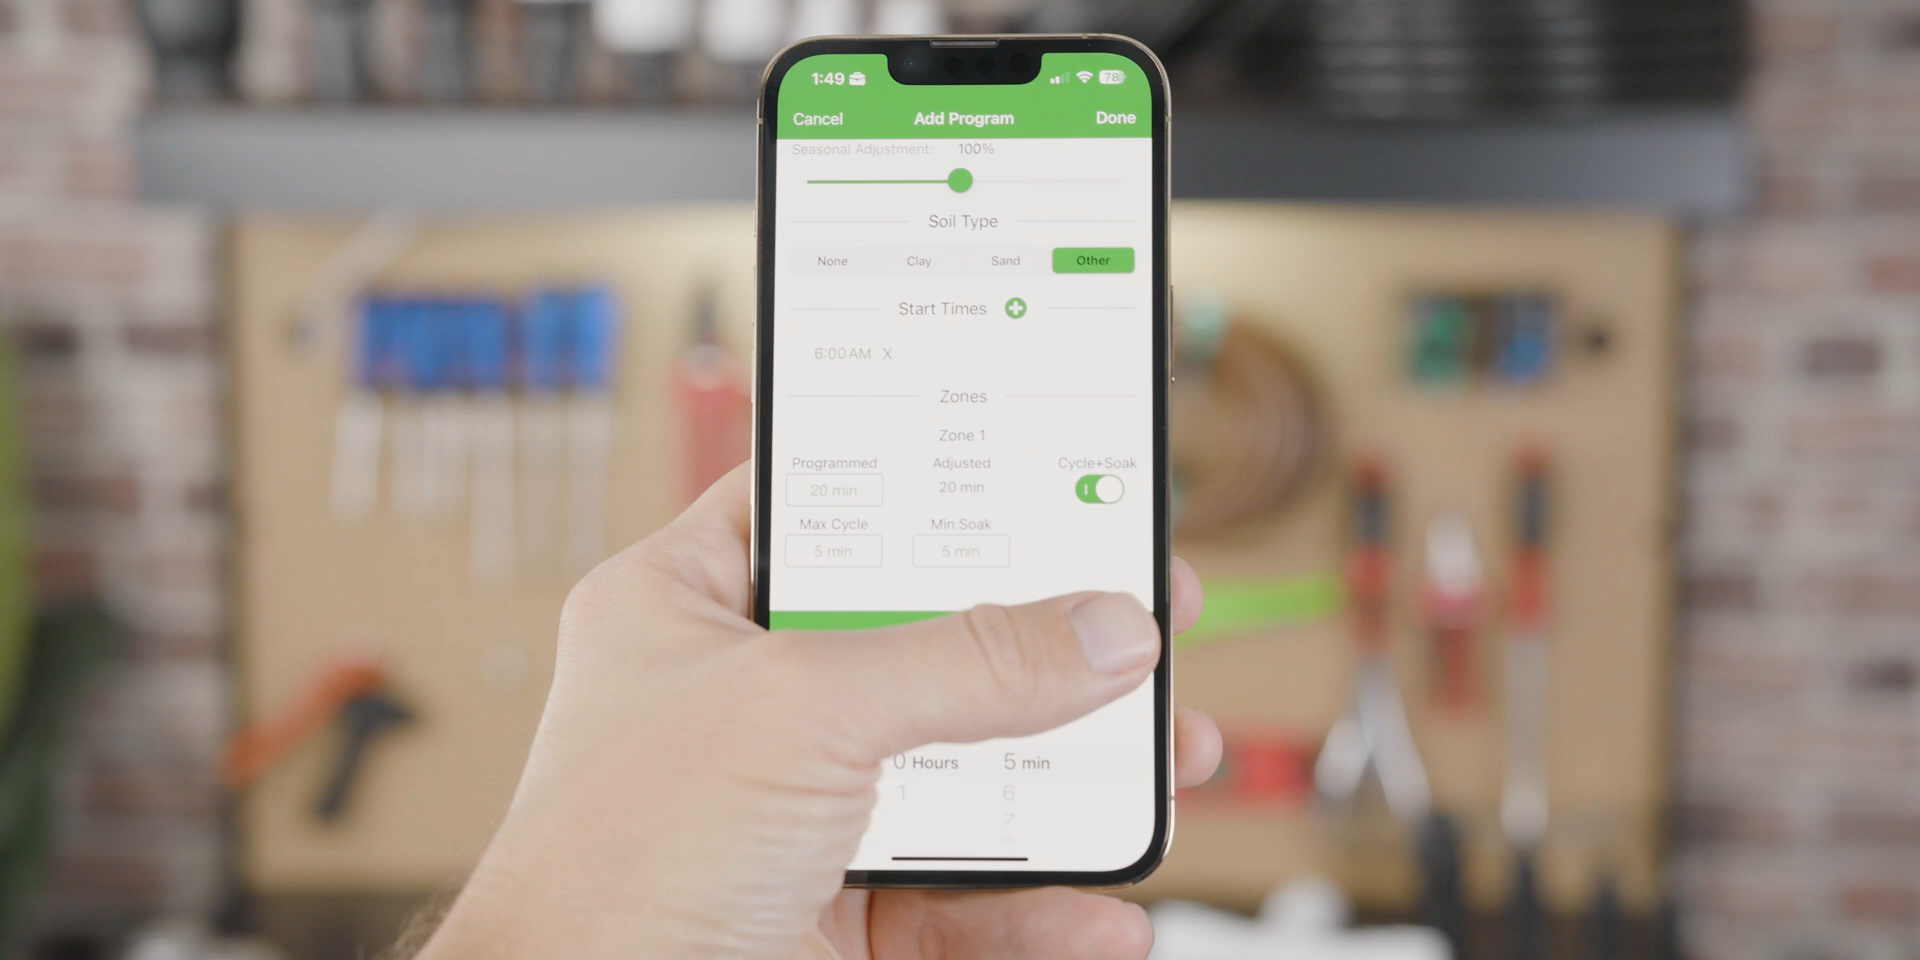 1:49 78
Cancel Add Program Done
Seasonal Adjustment: 100%
Soil Type
None Clay Sand Other
Start Times
6:00 AM X
Zones
Zone 1
Programmed Adjusted Cycle+Soak
20 min 20 min
Max Cycle Min Soak
5 min 5 min
0 Hours 5 min
1 6
7